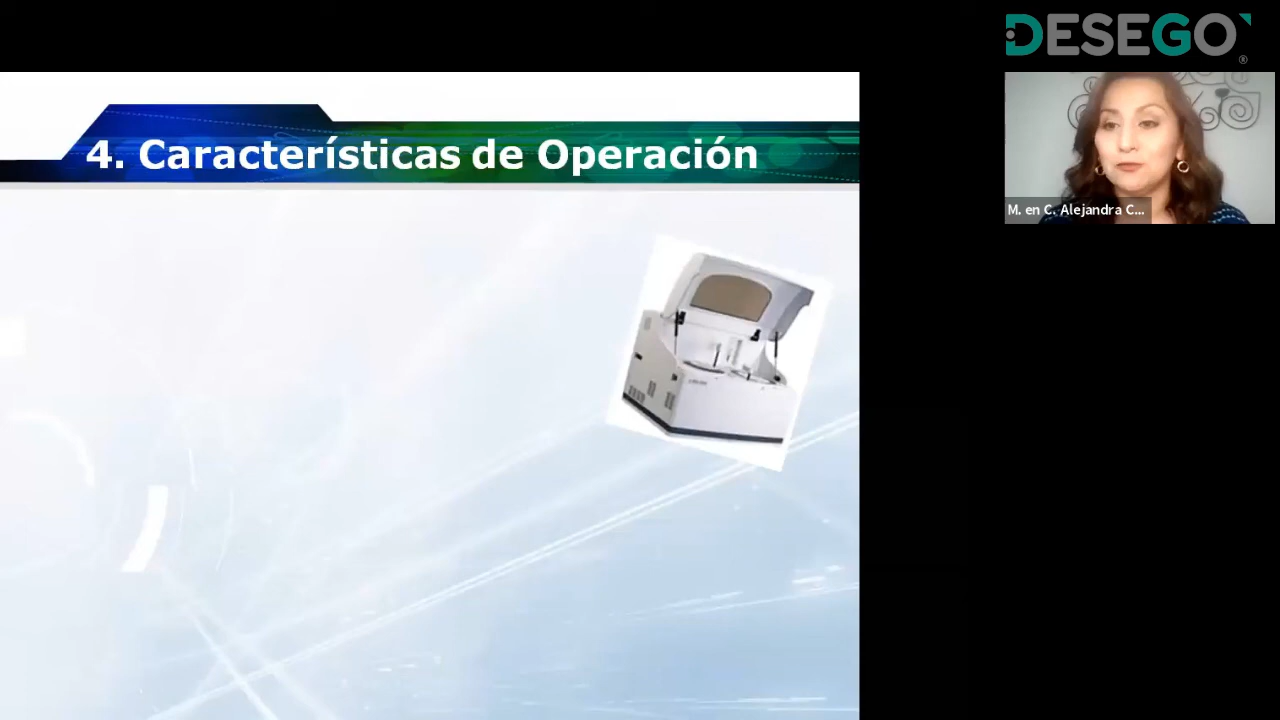 DESEGO
®
4. Características de Operación
M. en C. Alejandra C...